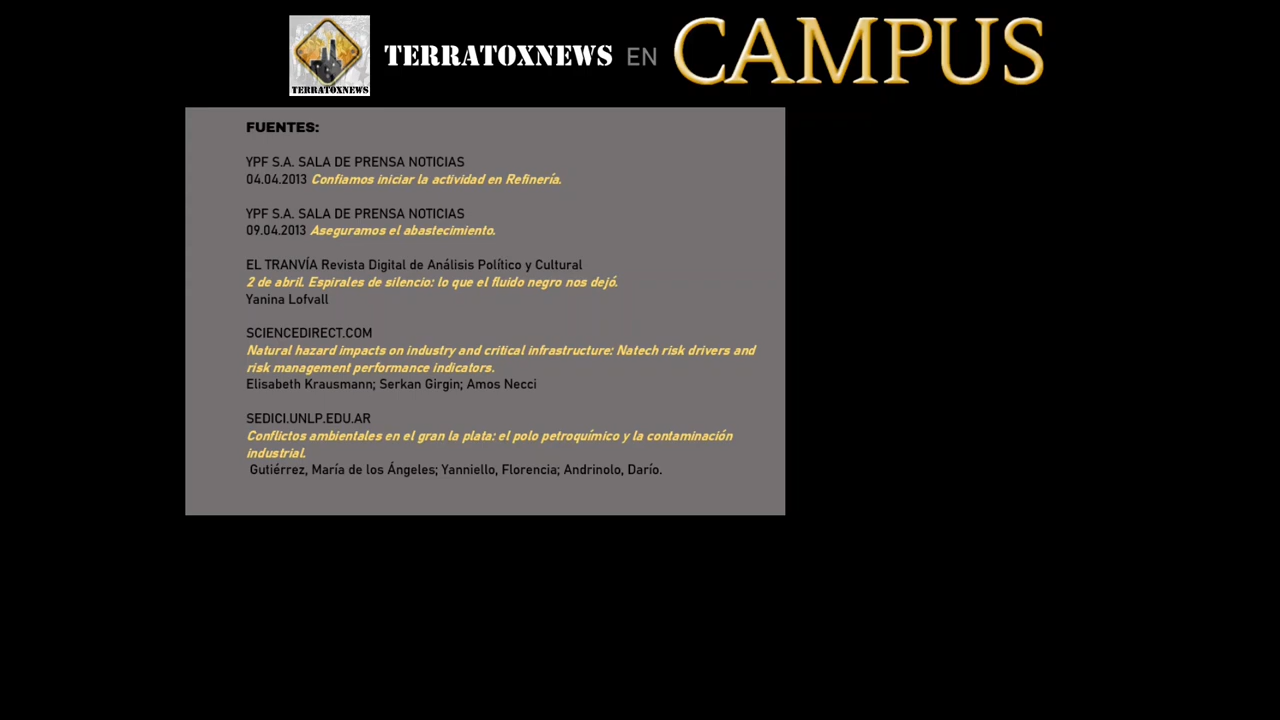 TERRATOXNEWS
TERRATOXNEWS EN CAMPUS
FUENTES:
YPF S.A. SALA DE PRENSA NOTICIAS
04.04.2013 Confiamos iniciar la actividad en Refinería.
YPF S.A. SALA DE PRENSA NOTICIAS
09.04.2013 Aseguramos el abastecimiento.
EL TRANVÍA Revista Digital de Análisis Político y Cultural
2 de abril. Espirales de silencio: lo que el fluido negro nos dejó.
Yanina Lofvall
SCIENCEDIRECT.COM
Natural hazard impacts on industry and critical infrastructure: Natech risk drivers and
risk management performance indicators.
Elisabeth Krausmann; Serkan Girgin; Amos Necci
SEDICI.UNLP.EDU.AR
Conflictos ambientales en el gran la plata: el polo petroquímico y la contaminación
industrial.
Gutiérrez, María de los Ángeles; Yanniello, Florencia; Andrinolo, Darío.